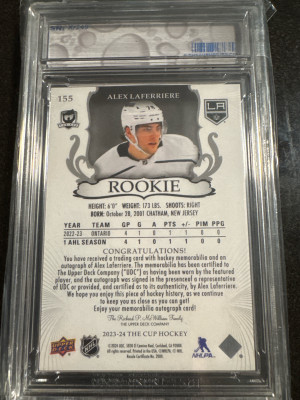 155
ALEX LAFERRIERE
LA
ROOKIE
HEIGHT: 6'0" WEIGHT: 173 LBS. SHOOTS: RIGHT
BORN: October 28, 2001 CHATHAM, NEW JERSEY
YEAR TEAM GP G A PTS +/- PIM PPG
2022-23 ONTARIO 4 1 0 1 1 0 0
1 AHL SEASON 4 1 0 1 1 0 0
CONGRATULATIONS!
You have received a trading card with hockey memorabilia and an
autograph of Alex Laferriere. The memorabilia has been certified to
The Upper Deck Company ("UDC") as having been worn by the featured
player, and the autograph was signed in the presence of a representative
of UDC or provided, and certified as to its authenticity, by Alex Laferriere.
We hope you enjoy this piece of hockey history, as we continue
to keep you as close as you can get!
Enjoy your memorabilia autograph card!
The Richard P. McWilliam Family
THE UPPER DECK COMPANY
2023-24 THE CUP HOCKEY
UPPER DECK
NHL
NHLPA